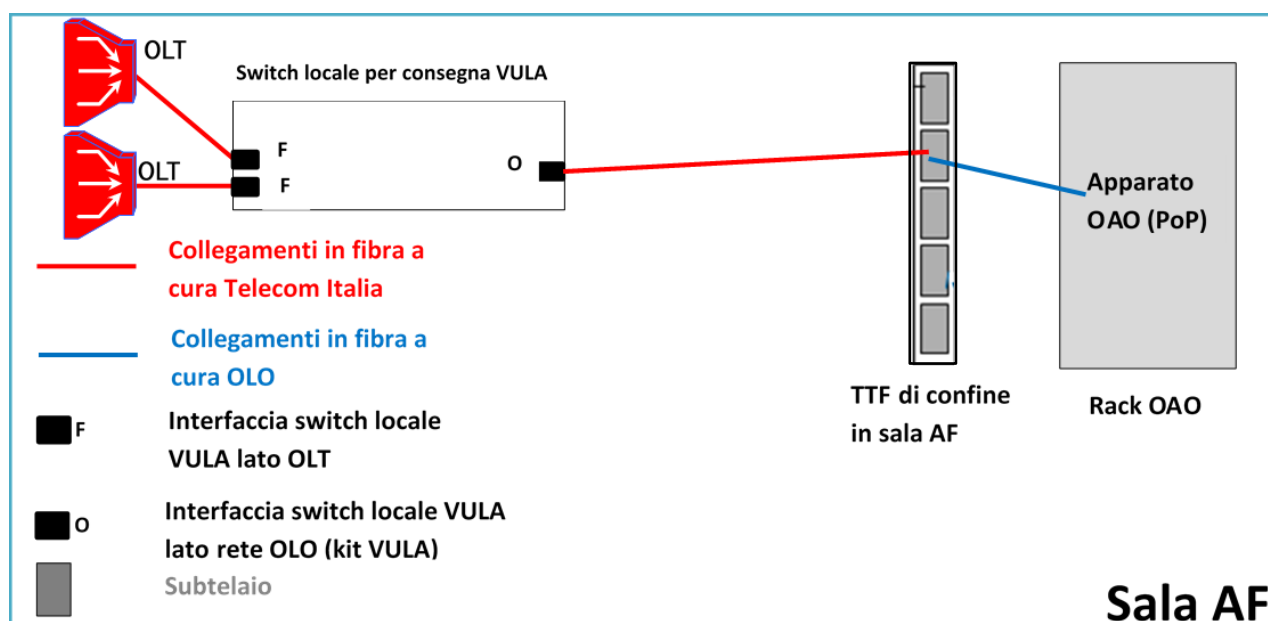 OLT
Switch locale per consegna VULA
F
OLT
F
O
Apparato
OAO (PoP)
Collegamenti in fibra a
cura Telecom Italia
Collegamenti in fibra a
cura OLO
TTF di confine
in sala AF
Rack OAO
F
Interfaccia switch locale
VULA lato OLT
O
Interfaccia switch locale VULA
lato rete OLO (kit VULA)
Subtelaio
Sala AF